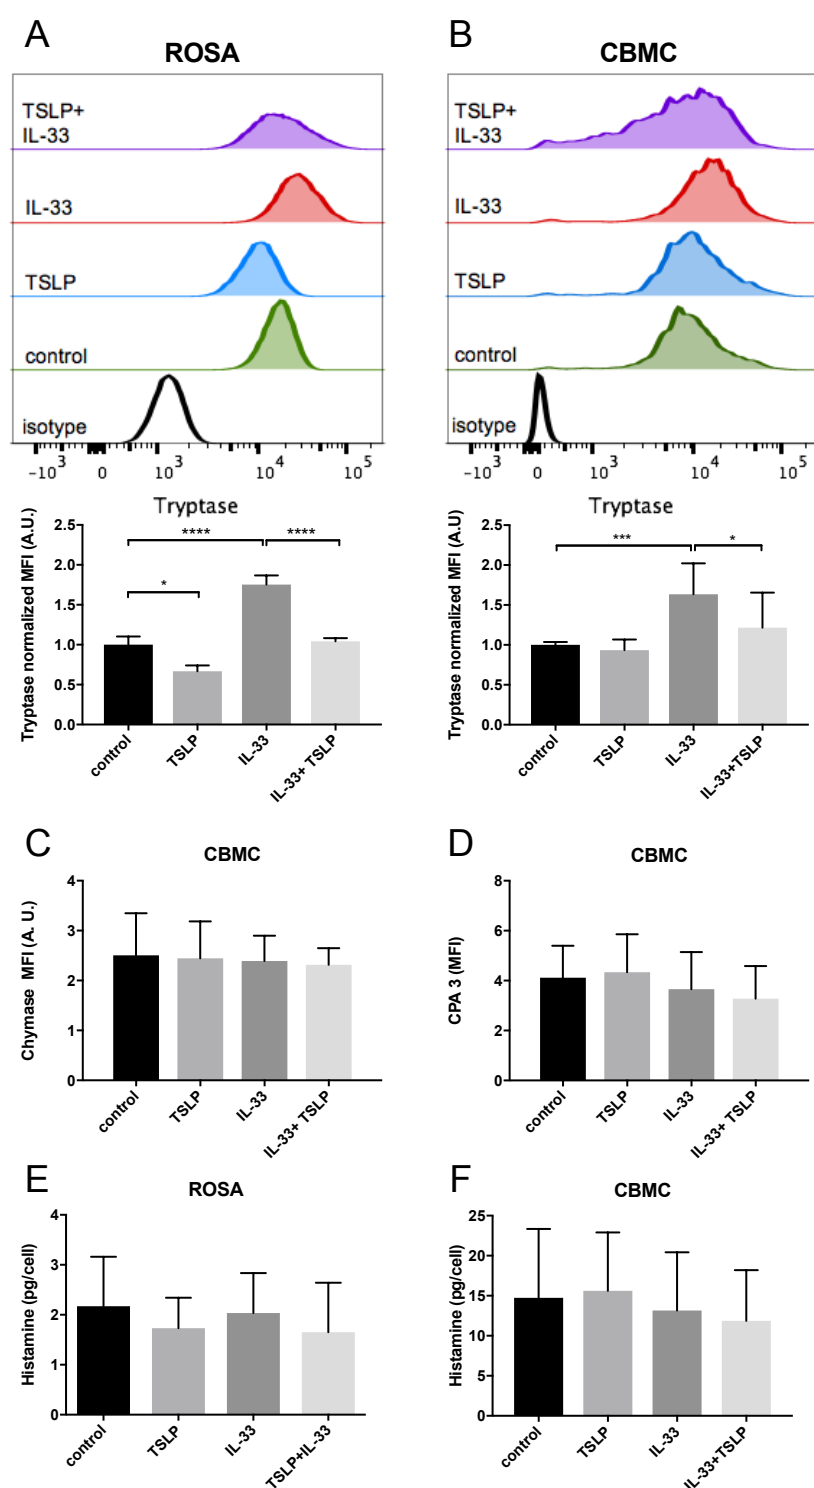 A
ROSA
TSLP+
IL-33
IL-33
TSLP
control
isotype
-10^3 0 10^3 10^4 10^5
Tryptase
B
CBMC
TSLP+
IL-33
IL-33
TSLP
control
isotype
-10^3 0 10^3 10^4 10^5
Tryptase
Tryptase normalized MFI (A.U.)
2.5
2.0
1.5
1.0
0.5
0.0
**** ****
*
control TSLP IL-33 IL-33+ TSLP
Tryptase normalized MFI (A.U)
2.5
2.0
1.5
1.0
0.5
0.0
*** *
control TSLP IL-33 IL-33+TSLP
C
CBMC
Chymase MFI (A. U.)
4
3
2
1
0
control TSLP IL-33 IL-33+ TSLP
D
CBMC
CPA 3 (MFI)
8
6
4
2
0
control TSLP IL-33 IL-33+ TSLP
E
ROSA
Histamine (pg/cell)
4
3
2
1
0
control TSLP IL-33 TSLP+IL-33
F
CBMC
Histamine (pg/cell)
25
20
15
10
5
0
control TSLP IL-33 IL-33+TSLP